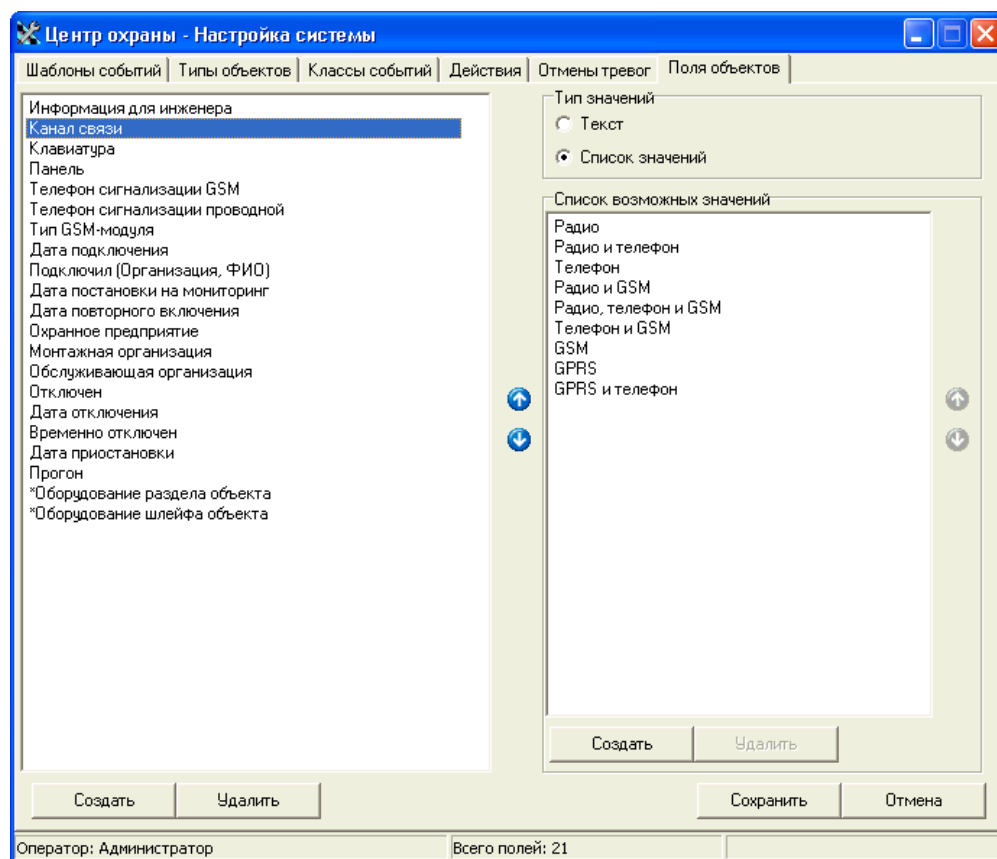 Центр охраны - Настройка системы
Шаблоны событий Типы объектов Классы событий Действия Отмены тревог Поля объектов
Информация для инженера
Канал связи
Клавиатура
Панель
Телефон сигнализации GSM
Телефон сигнализации проводной
Тип GSM-модуля
Дата подключения
Подключил (Организация, ФИО)
Дата постановки на мониторинг
Дата повторного включения
Охранное предприятие
Монтажная организация
Обслуживающая организация
Отключен
Дата отключения
Временно отключен
Дата приостановки
Прогон
*Оборудование раздела объекта
*Оборудование шлейфа объекта
Создать Удалить
Тип значений
Текст
Список значений
Список возможных значений
Радио
Радио и телефон
Телефон
Радио и GSM
Радио, телефон и GSM
Телефон и GSM
GSM
GPRS
GPRS и телефон
Создать Удалить
Сохранить Отмена
Оператор: Администратор Всего полей: 21